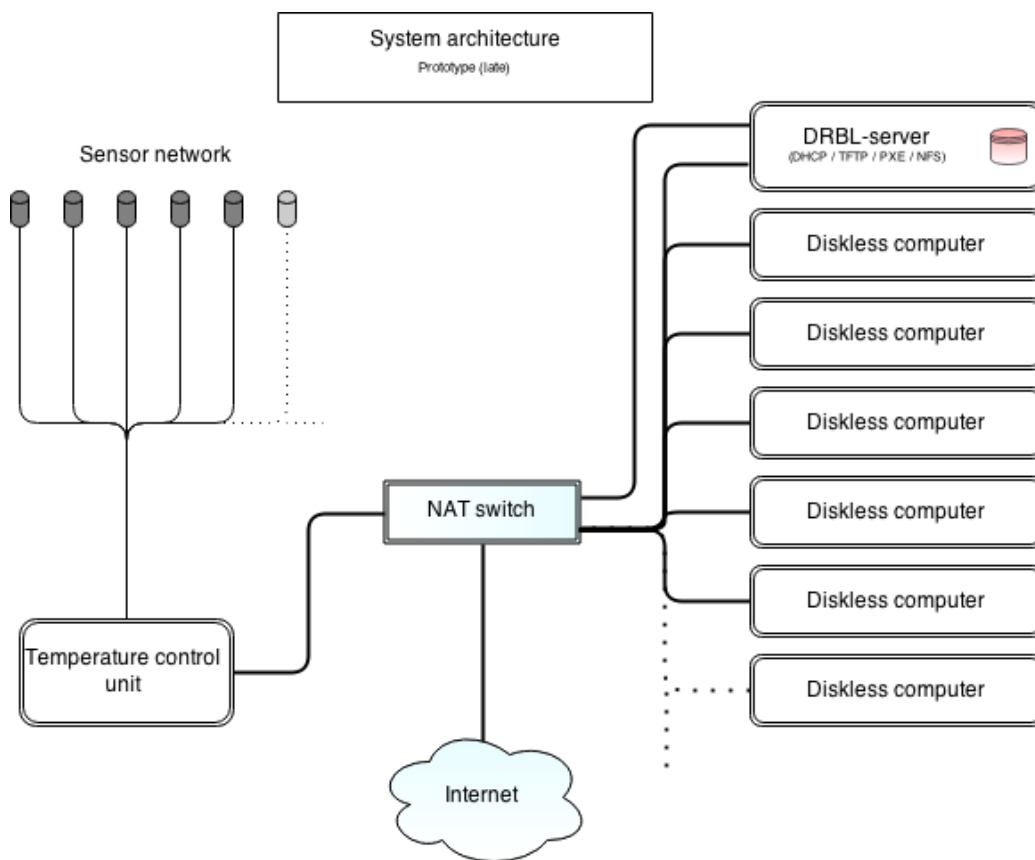 System architecture
Prototype (late)
Sensor network
DRBL-server
(DHCP / TFTP / PXE / NFS)
Diskless computer
Diskless computer
Diskless computer
Diskless computer
Diskless computer
Diskless computer
NAT switch
Temperature control
unit
Internet